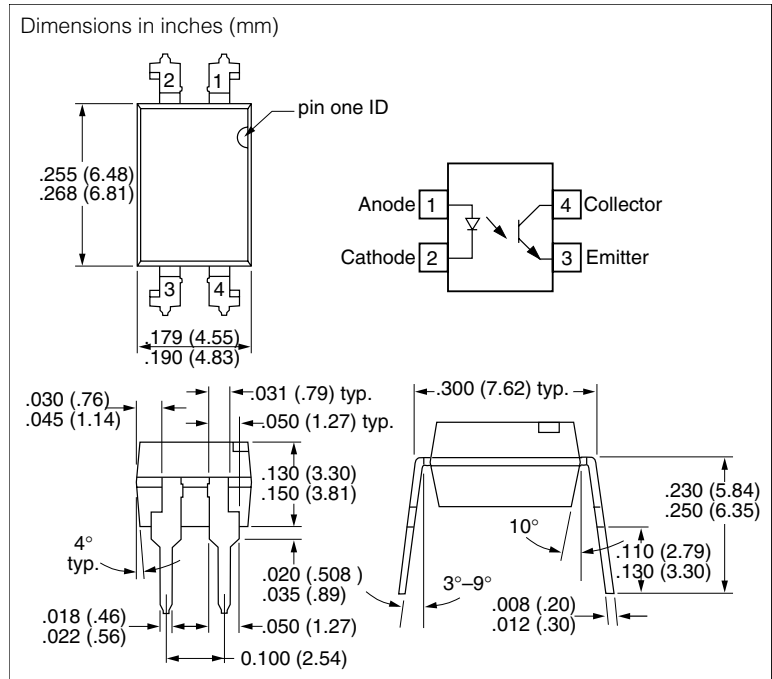 Dimensions in inches (mm)
2 1
pin one ID
.255 (6.48)
.268 (6.81)
Anode 1 4 Collector
Cathode 2 3 Emitter
3 4
.179 (4.55)
.190 (4.83)
.030 (.76)
.045 (1.14)
.031 (.79) typ.
.050 (1.27) typ.
.130 (3.30)
.150 (3.81)
4°
typ.
.020 (.508 )
.035 (.89)
.018 (.46)
.022 (.56)
.050 (1.27)
0.100 (2.54)
.300 (7.62) typ.
.230 (5.84)
.250 (6.35)
10°
.110 (2.79)
.130 (3.30)
3°–9°
.008 (.20)
.012 (.30)